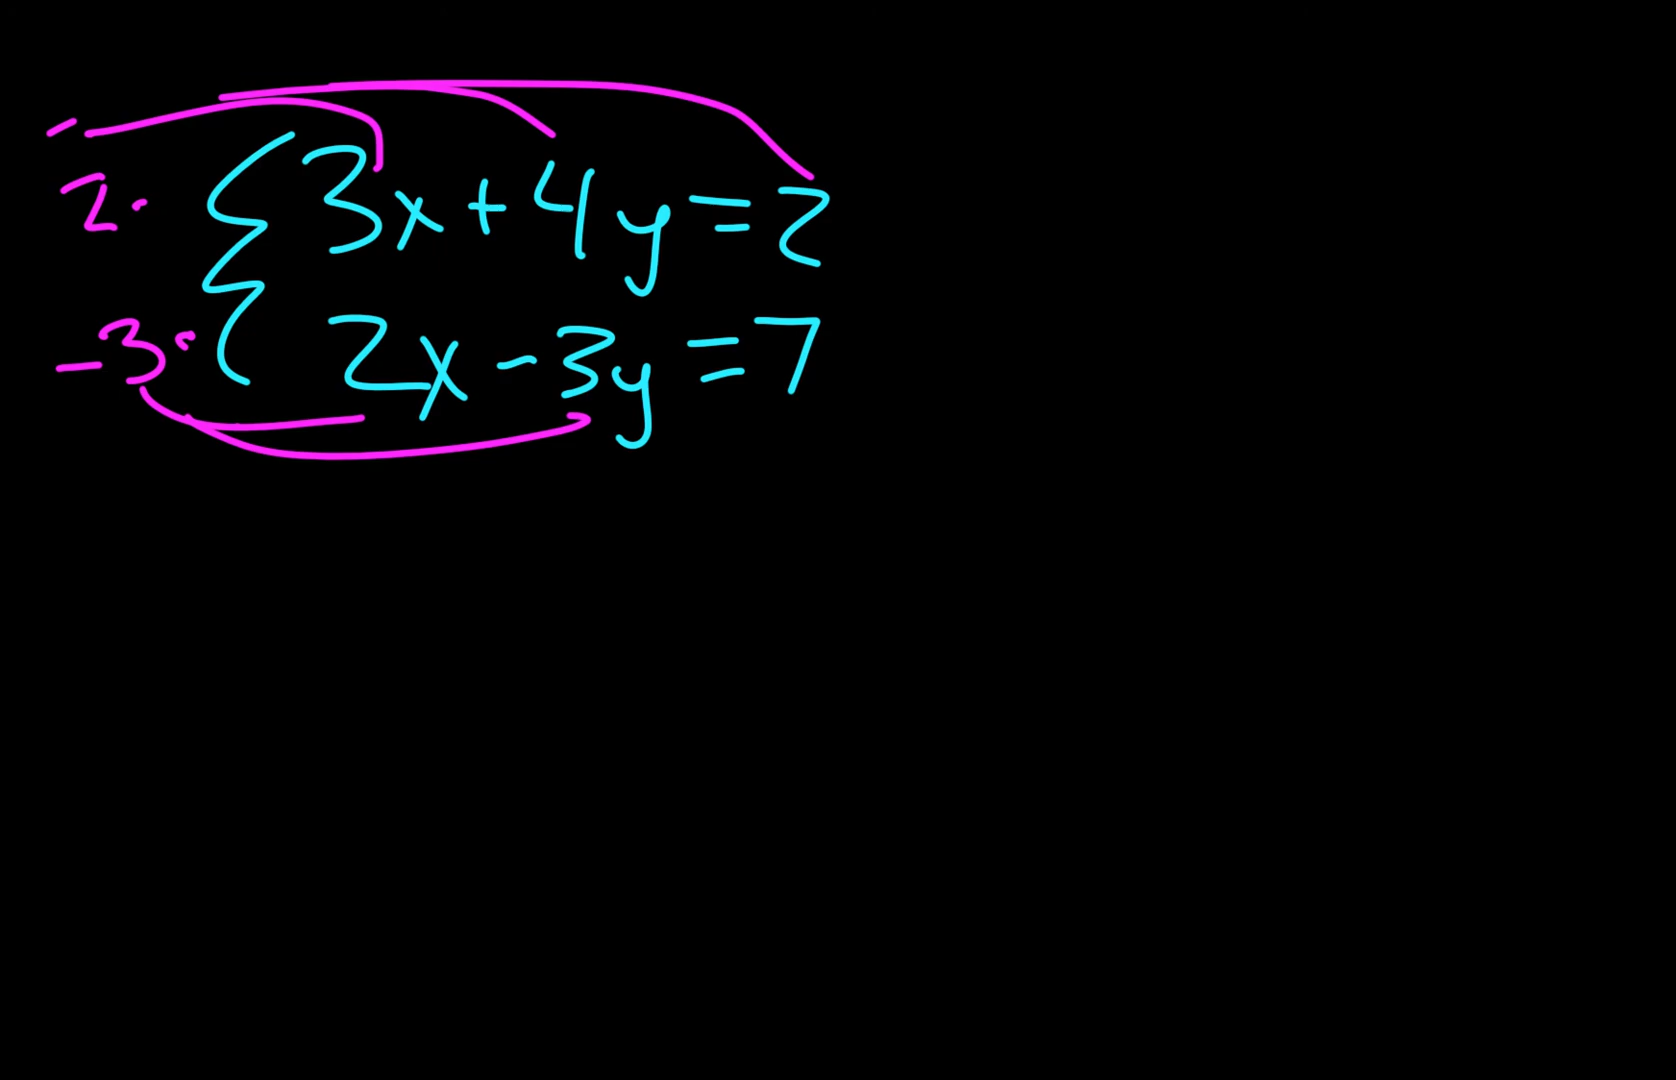 2· { 3x + 4y = 2
-3· 2x - 3y = 7